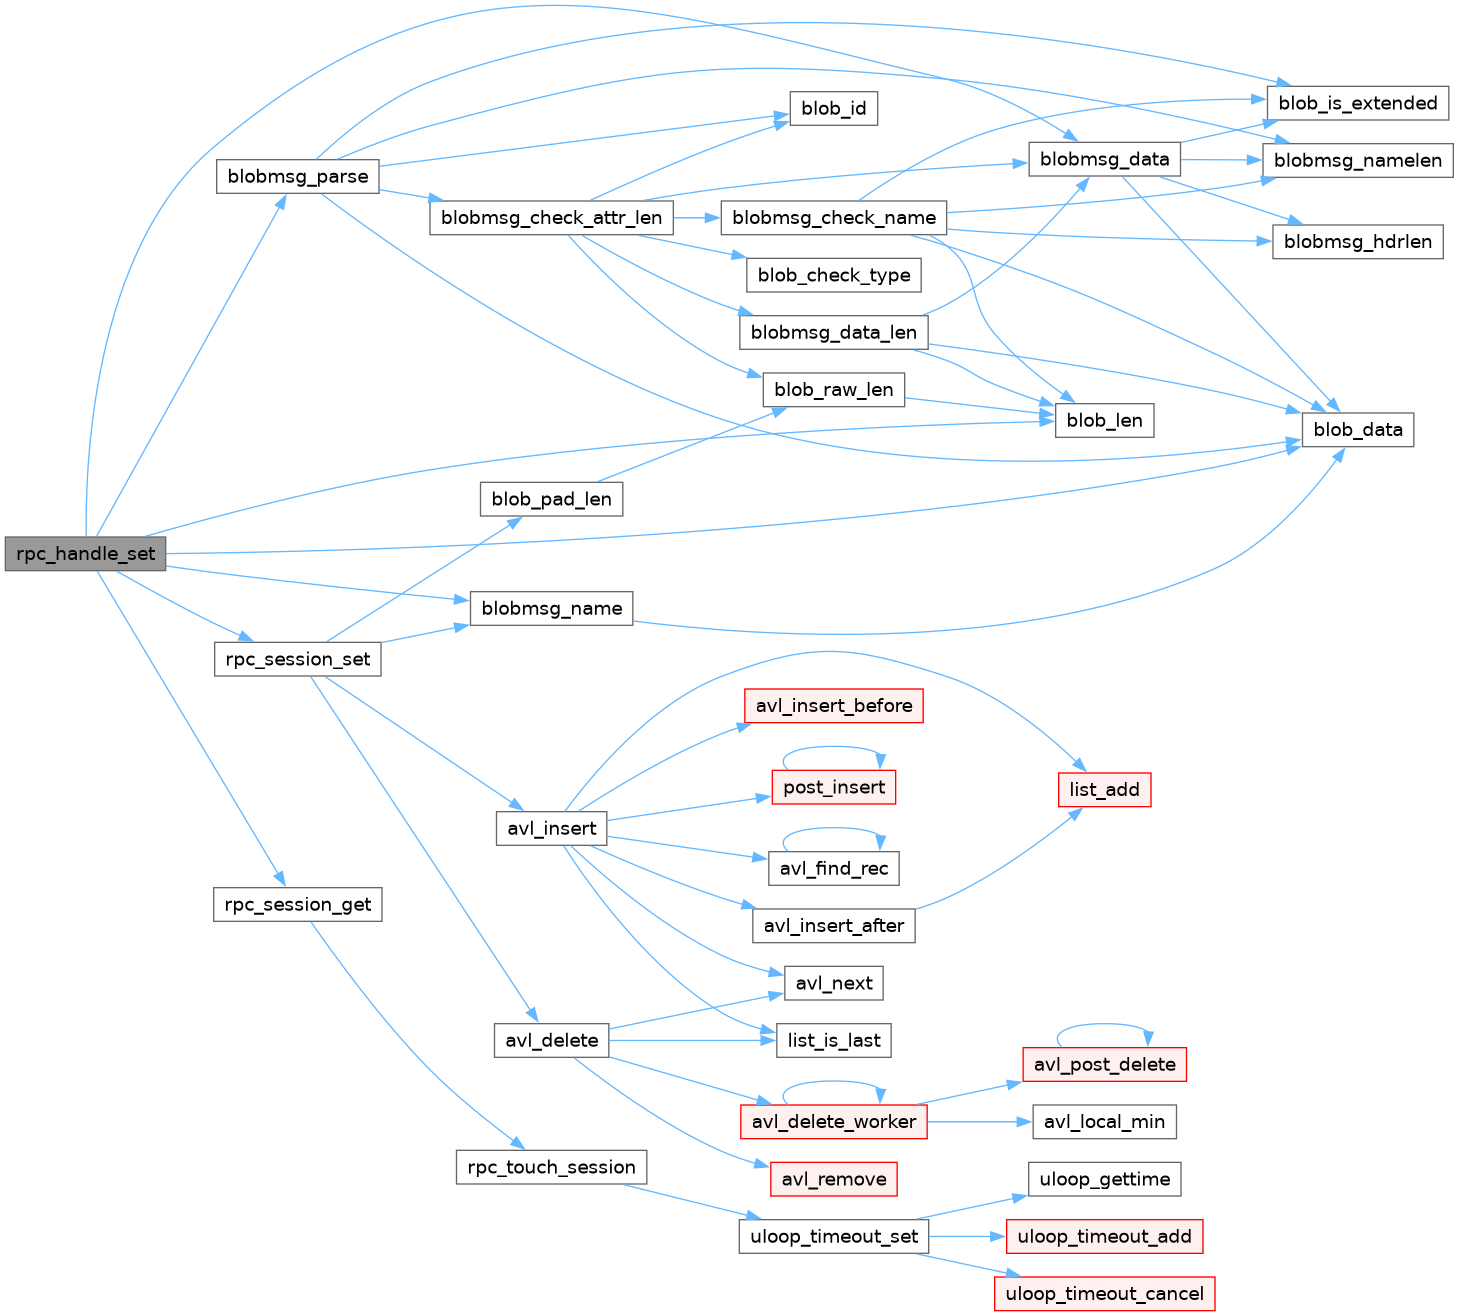 blob_is_extended
blob_id
blobmsg_data
blobmsg_namelen
blobmsg_parse
blobmsg_check_attr_len
blobmsg_check_name
blobmsg_hdrlen
blob_check_type
blobmsg_data_len
blob_raw_len
blob_len
blob_data
blob_pad_len
rpc_handle_set
blobmsg_name
rpc_session_set
avl_insert_before
post_insert
list_add
avl_insert
avl_find_rec
rpc_session_get
avl_insert_after
avl_next
avl_delete
list_is_last
avl_post_delete
avl_delete_worker
avl_local_min
rpc_touch_session
avl_remove
uloop_gettime
uloop_timeout_set
uloop_timeout_add
uloop_timeout_cancel